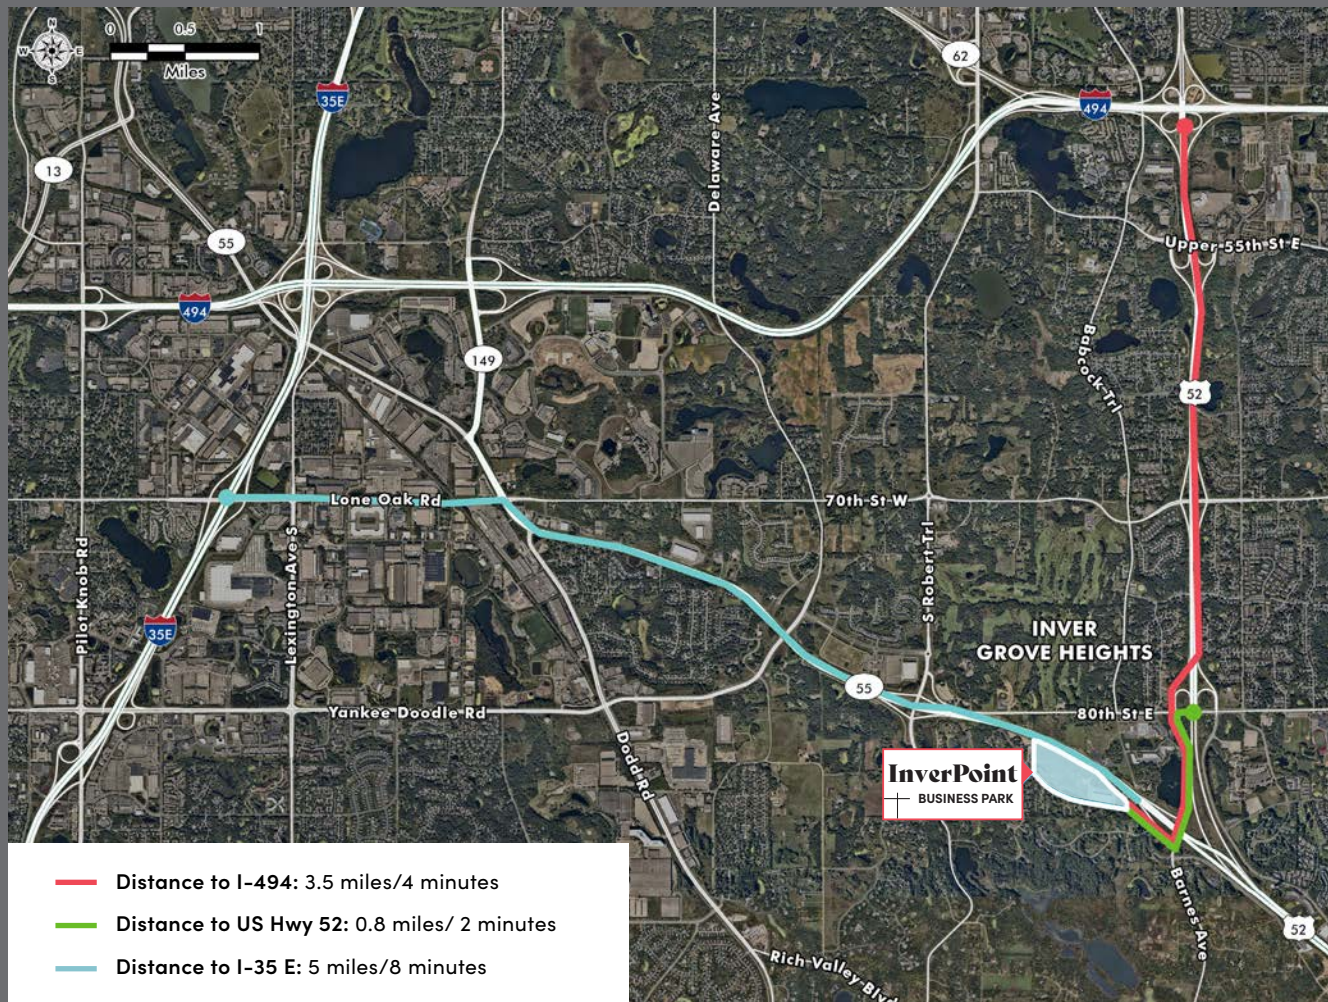 N
W
E
S
0 0.5 1
Miles
35E
62
494
13
Delaware Ave
55
Upper 55th St E
494
149
Babcock Trl
52
Lone Oak Rd
70th St W
Pilot Knob Rd
Lexington Ave S
S Robert Trl
35E
INVER
GROVE HEIGHTS
55
Yankee Doodle Rd
80th St E
Dodd Rd
InverPoint
BUSINESS PARK
Barnes Ave
52
Rich Valley Blvd
Distance to I-494: 3.5 miles/4 minutes
Distance to US Hwy 52: 0.8 miles/ 2 minutes
Distance to I-35 E: 5 miles/8 minutes